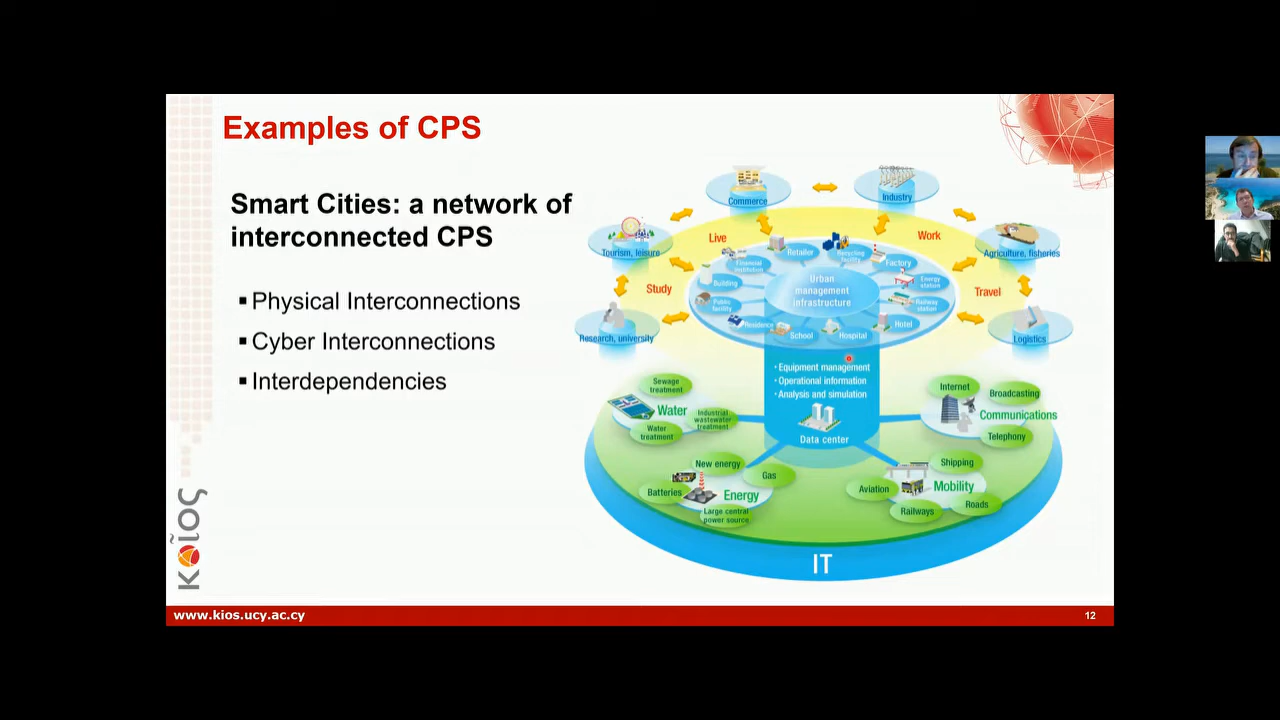 Examples of CPS
Smart Cities: a network of
interconnected CPS
▪ Physical Interconnections
▪ Cyber Interconnections
▪ Interdependencies
Commerce
Industry
Tourism, leisure
Live
Work
Agriculture, fisheries
Retailer
Recycling
facility
Financial
institution
Factory
Building
Urban
management
infrastructure
Energy
station
Study
Travel
Public
facility
Railway
station
Residence
School
Hospital
Hotel
Research, university
Logistics
• Equipment management
• Operational information
• Analysis and simulation
Data center
Sewage
treatment
Water
Industrial
wastewater
treatment
Water
treatment
Internet
Broadcasting
Communications
Telephony
New energy
Gas
Batteries
Energy
Large central
power source
Shipping
Aviation
Mobility
Railways
Roads
IT
κοῖος
www.kios.ucy.ac.cy
12